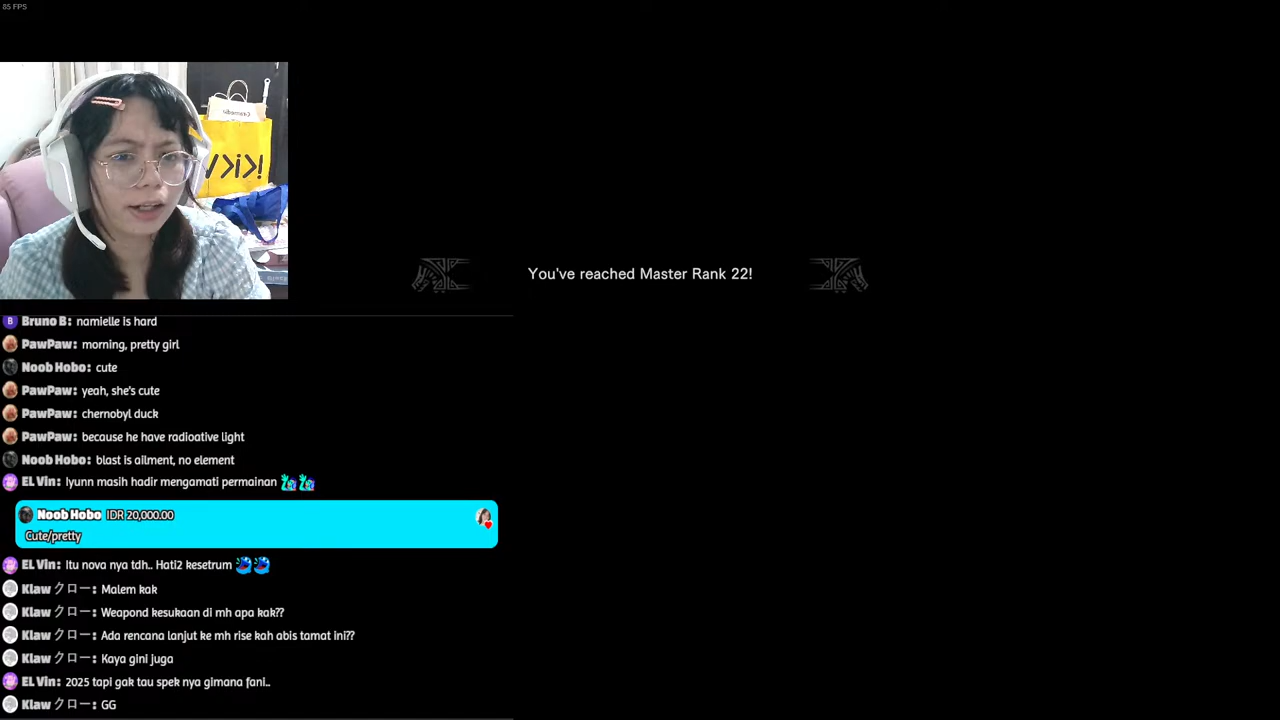 85 FPS
You've reached Master Rank 22!
Bruno B: namielle is hard
PawPaw: morning, pretty girl
Noob Hobo: cute
PawPaw: yeah, she's cute
PawPaw: chernobyl duck
PawPaw: because he have radioative light
Noob Hobo: blast is ailment, no element
EL Vin: Iyunn masih hadir mengamati permainan
Noob Hobo IDR 20,000.00
Cute/pretty
EL Vin: Itu nova nya tdh.. Hati2 kesetrum
Klaw クロー: Malem kak
Klaw クロー: Weapond kesukaan di mh apa kak??
Klaw クロー: Ada rencana lanjut ke mh rise kah abis tamat ini??
Klaw クロー: Kaya gini juga
EL Vin: 2025 tapi gak tau spek nya gimana fani..
Klaw クロー: GG